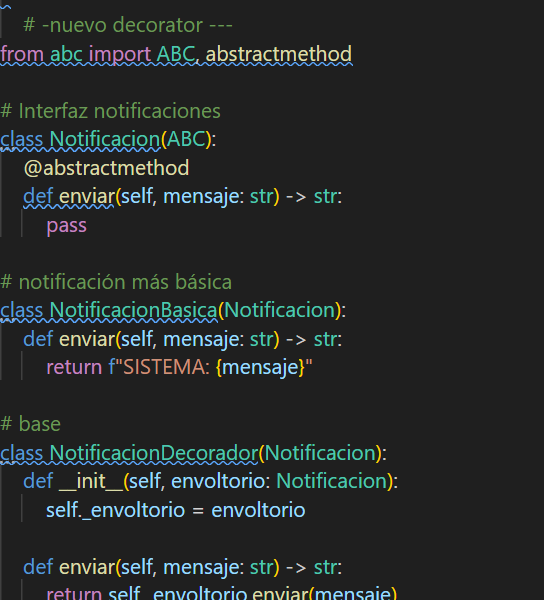 # -nuevo decorator ---
from abc import ABC, abstractmethod
# Interfaz notificaciones
class Notificacion(ABC):
@abstractmethod
def enviar(self, mensaje: str) -> str:
pass
# notificación más básica
class NotificacionBasica(Notificacion):
def enviar(self, mensaje: str) -> str:
return f"SISTEMA: {mensaje}"
# base
class NotificacionDecorador(Notificacion):
def __init__(self, envoltorio: Notificacion):
self._envoltorio = envoltorio
def enviar(self, mensaje: str) -> str:
return self._envoltorio.enviar(mensaje)